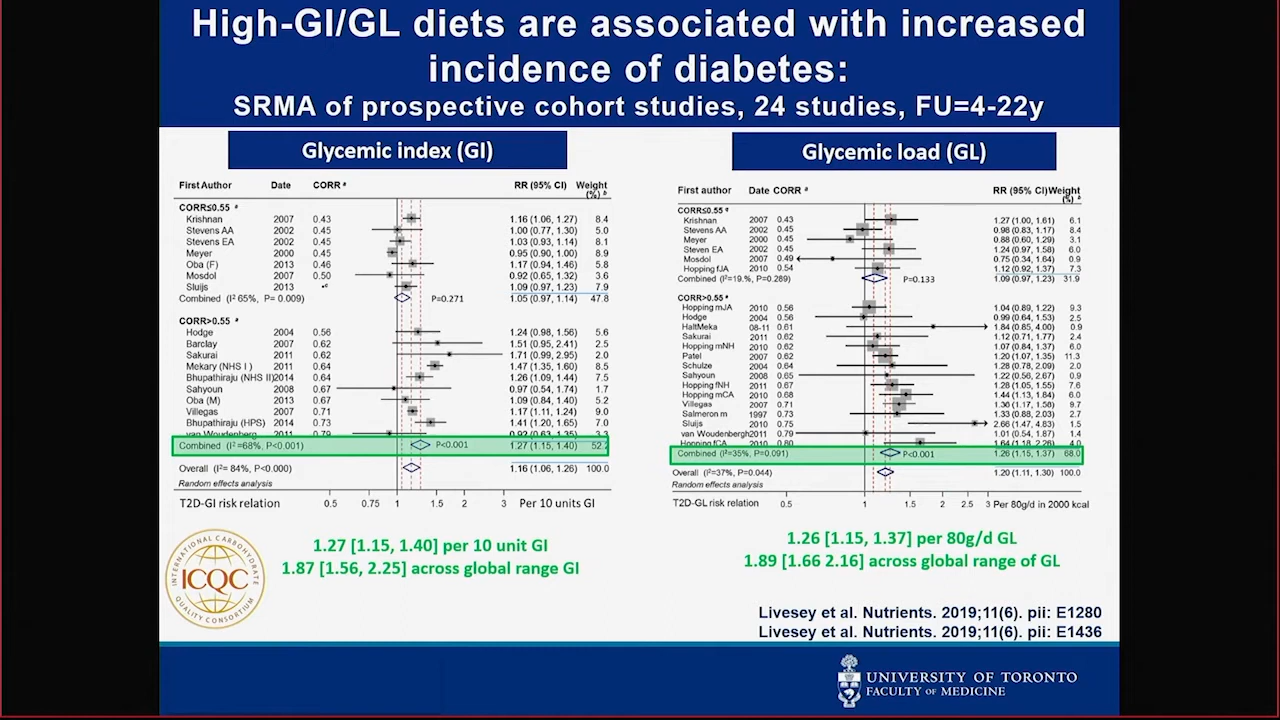 High-GI/GL diets are associated with increased
incidence of diabetes:
SRMA of prospective cohort studies, 24 studies, FU=4-22y
Glycemic index (GI)
First Author Date CORR ᵃ RR (95% CI) Weight (%) ᵇ
CORR≤0.55 ᵃ
Krishnan 2007 0.43 1.16 (1.06, 1.27) 8.4
Stevens AA 2002 0.45 1.00 (0.77, 1.30) 5.0
Stevens EA 2002 0.45 1.03 (0.93, 1.14) 8.1
Meyer 2000 0.45 0.95 (0.90, 1.00) 8.9
Oba (F) 2013 0.46 1.17 (0.94, 1.46) 5.8
Mosdol 2007 0.50 0.92 (0.65, 1.32) 3.6
Sluijs 2013 1.09 (0.97, 1.23) 7.9
Combined (I² 65%, P= 0.009) P=0.271 1.05 (0.97, 1.14) 47.8
CORR>0.55 ᵃ
Hodge 2004 0.56 1.24 (0.98, 1.56) 5.6
Barclay 2007 0.62 1.51 (0.95, 2.41) 2.5
Sakurai 2011 0.62 1.71 (0.99, 2.95) 2.0
Mekary (NHS I ) 2011 0.64 1.47 (1.35, 1.60) 8.5
Bhupathiraju (NHS II) 2014 0.64 1.26 (1.09, 1.44) 7.5
Sahyoun 2008 0.67 0.97 (0.54, 1.74) 1.7
Oba (M) 2013 0.67 1.09 (0.84, 1.40) 5.2
Villegas 2007 0.71 1.17 (1.11, 1.24) 9.0
Bhupathiraju (HPS) 2014 0.73 1.41 (1.20, 1.65) 7.0
van Woudenberg 2011 0.79 0.92 (0.63, 1.35) 3.3
Combined (I²=68%, P<0.001) P<0.001 1.27 (1.15, 1.40) 52.
Overall (I²= 84%, P<0.000) 1.16 (1.06, 1.26) 100.0
Random effects analysis
0.5 0.75 1 1.5 2 3
T2D-GI risk relation Per 10 units GI
1.27 [1.15, 1.40] per 10 unit GI
1.87 [1.56, 2.25] across global range GI
Glycemic load (GL)
First author Date CORR ᵃ RR (95% CI) Weight (%) ᵇ
CORR≤0.55 ᵃ
Krishnan 2007 0.43 1.27 (1.00, 1.61) 6.1
Stevens AA 2002 0.45 0.98 (0.83, 1.17) 8.4
Meyer 2000 0.45 0.88 (0.60, 1.29) 3.1
Steven EA 2002 0.45 1.24 (0.97, 1.58) 6.0
Mosdol 2007 0.49 0.75 (0.34, 1.64) 0.9
Hopping fJA 2010 0.54 1.12 (0.92, 1.37) 7.3
Combined (I²=19.%, P=0.289) P=0.133 1.09 (0.97, 1.23) 31.9
CORR>0.55 ᵃ
Hopping mJA 2010 0.56 1.04 (0.89, 1.22) 9.3
Hodge 2004 0.56 0.99 (0.64, 1.53) 2.5
HaltMeka 08-11 0.61 1.84 (0.85, 4.00) 0.9
Sakurai 2011 0.62 1.12 (0.71, 1.77) 2.4
Hopping mNH 2010 0.62 1.07 (0.84, 1.37) 6.0
Patel 2007 0.62 1.20 (1.07, 1.35) 11.3
Schulze 2004 0.64 1.28 (0.78, 2.09) 2.0
Sahyoun 2008 0.65 1.22 (0.56, 2.67) 0.9
Hopping fNH 2011 0.67 1.28 (1.05, 1.55) 7.6
Hopping mCA 2010 0.68 1.44 (1.13, 1.84) 6.0
Villegas 2007 0.71 1.36 (1.17, 1.58) 9.7
Salmeron m 1997 0.73 1.33 (0.88, 2.03) 2.7
Sluijs 2010 0.75 2.66 (1.47, 4.83) 1.5
van Woudenbergh 2011 0.79 1.01 (0.54, 1.87) 1.4
Hopping fCA 2010 0.80 1.64 (1.18, 2.26) 4.0
Combined (I²=35%, P=0.091) P<0.001 1.26 (1.15, 1.37) 68.0
Overall (I²=37%, P=0.044) 1.20 (1.11, 1.30) 100.0
Random effects analysis
T2D-GL risk relation 0.5 1 1.5 2 2.5 3 Per 80g/d in 2000 kcal
1.26 [1.15, 1.37] per 80g/d GL
1.89 [1.66 2.16] across global range of GL
INTERNATIONAL CARBOHYDRATE
ICQC
QUALITY CONSORTIUM
Livesey et al. Nutrients. 2019;11(6). pii: E1280
Livesey et al. Nutrients. 2019;11(6). pii: E1436
UNIVERSITY OF TORONTO
FACULTY OF MEDICINE